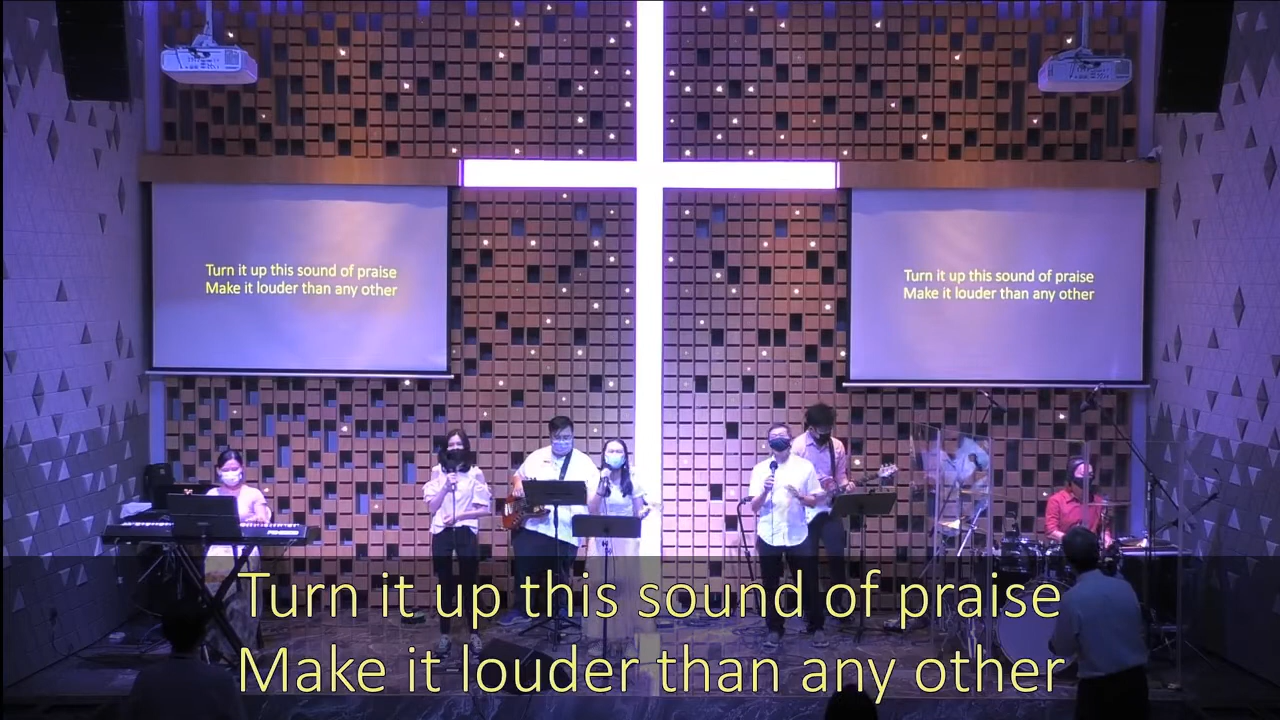 Turn it up this sound of praise
Make it louder than any other
Turn it up this sound of praise
Make it louder than any other
Turn it up this sound of praise
Make it louder than any other